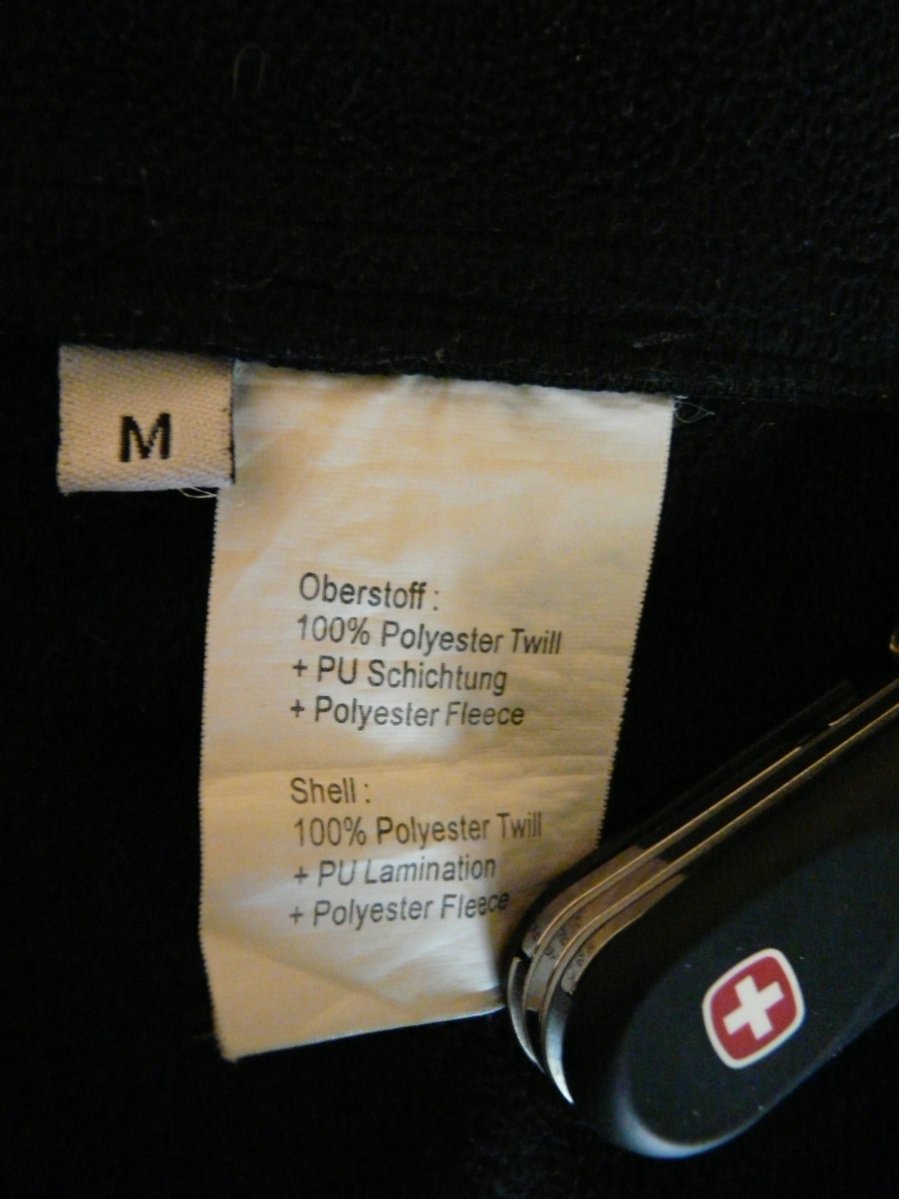 M
Oberstoff :
100% Polyester Twill
+ PU Schichtung
+ Polyester Fleece
Shell :
100% Polyester Twill
+ PU Lamination
+ Polyester Fleece